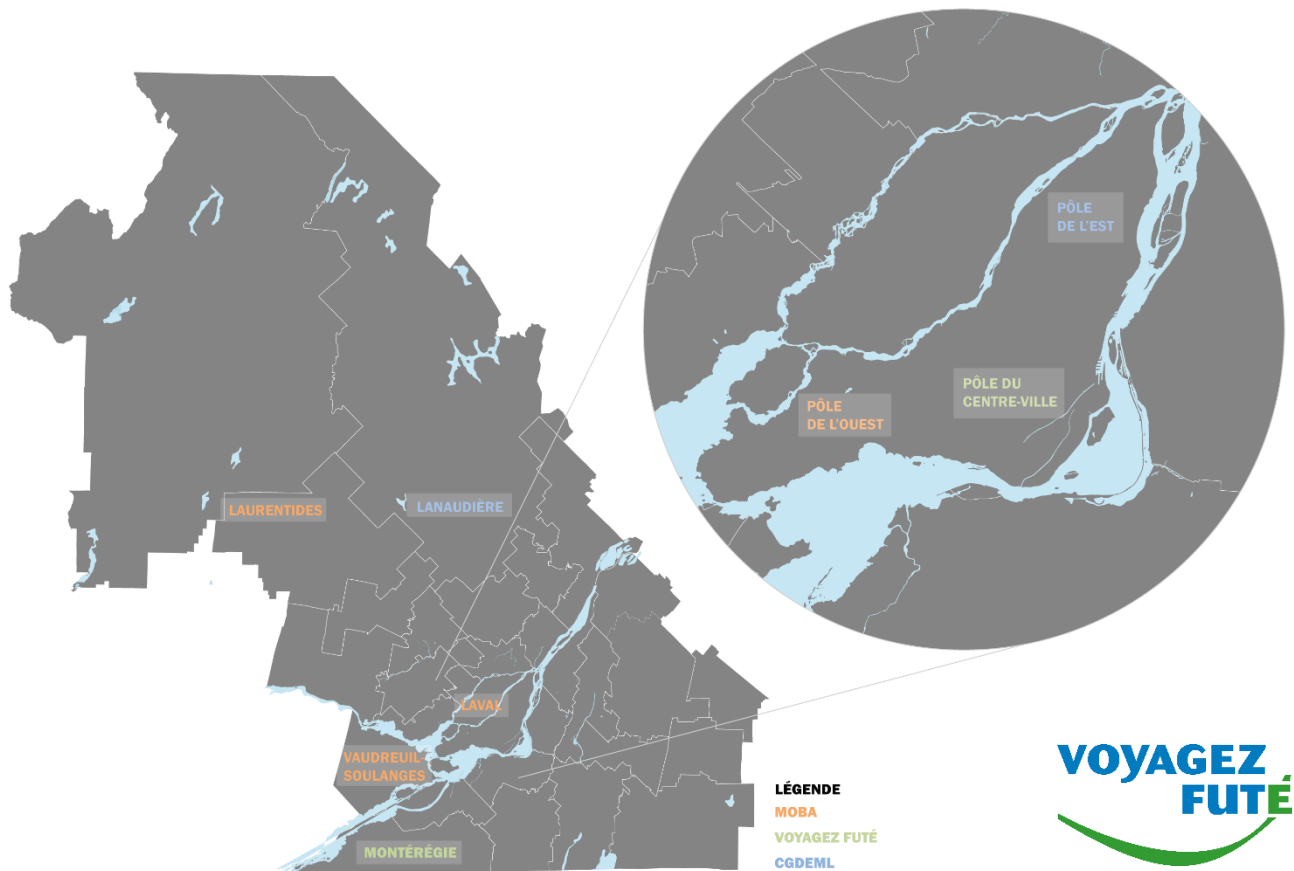 PÔLE
DE L'EST
PÔLE DU
CENTRE-VILLE
PÔLE
DE L'OUEST
LAURENTIDES
LANAUDIÈRE
LAVAL
VAUDREUIL-
SOULANGES
MONTÉRÉGIE
LÉGENDE
MOBA
VOYAGEZ FUTÉ
CGDEML
VOYAGEZ
FUTÉ